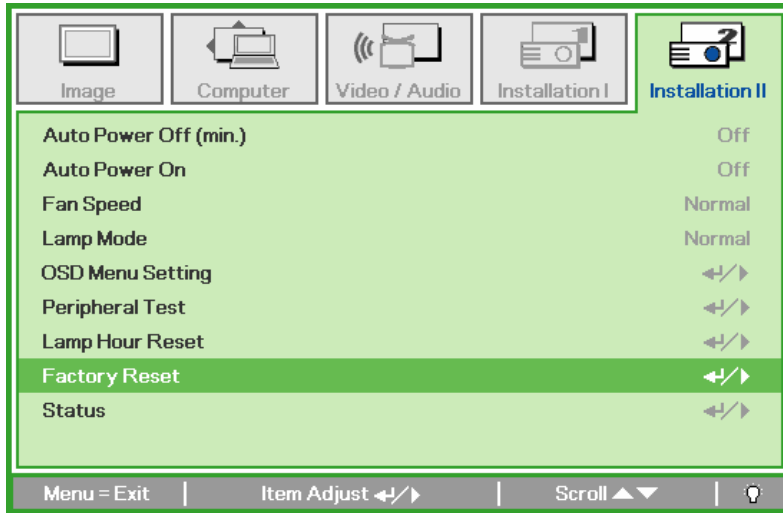 Image
Computer
Video / Audio
Installation I
Installation II
Auto Power Off (min.) Off
Auto Power On Off
Fan Speed Normal
Lamp Mode Normal
OSD Menu Setting ↵/▶
Peripheral Test ↵/▶
Lamp Hour Reset ↵/▶
Factory Reset ↵/▶
Status ↵/▶
Menu = Exit | Item Adjust ↵/▶ | Scroll ▲▼ |